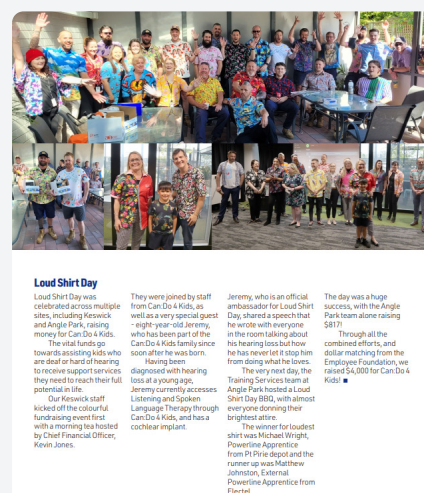 Loud Shirt Day
Loud Shirt Day was
celebrated across multiple
sites, including Keswick
and Angle Park, raising
money for Can:Do 4 Kids.
The vital funds go
towards assisting kids who
are deaf or hard of hearing
to receive support services
they need to reach their full
potential in life.
Our Keswick staff
kicked off the colourful
fundraising event first
with a morning tea hosted
by Chief Financial Officer,
Kevin Jones.
They were joined by staff
from Can:Do 4 Kids, as
well as a very special guest
– eight-year-old Jeremy,
who has been part of the
Can:Do 4 Kids family since
soon after he was born.
Having been
diagnosed with hearing
loss at a young age,
Jeremy currently accesses
Listening and Spoken
Language Therapy through
Can:Do 4 Kids, and has a
cochlear implant.
Jeremy, who is an official
ambassador for Loud Shirt
Day, shared a speech that
he wrote with everyone
in the room talking about
his hearing loss but how
he has never let it stop him
from doing what he loves.
The very next day, the
Training Services team at
Angle Park hosted a Loud
Shirt Day BBQ, with almost
everyone donning their
brightest attire.
The winner for loudest
shirt was Michael Wright,
Powerline Apprentice
from Pt Pirie depot and the
runner up was Matthew
Johnston, External
Powerline Apprentice from
Flectel
The day was a huge
success, with the Angle
Park team alone raising
$817!
Through all the
combined efforts, and
dollar matching from the
Employee Foundation, we
raised $4,000 for Can:Do 4
Kids!